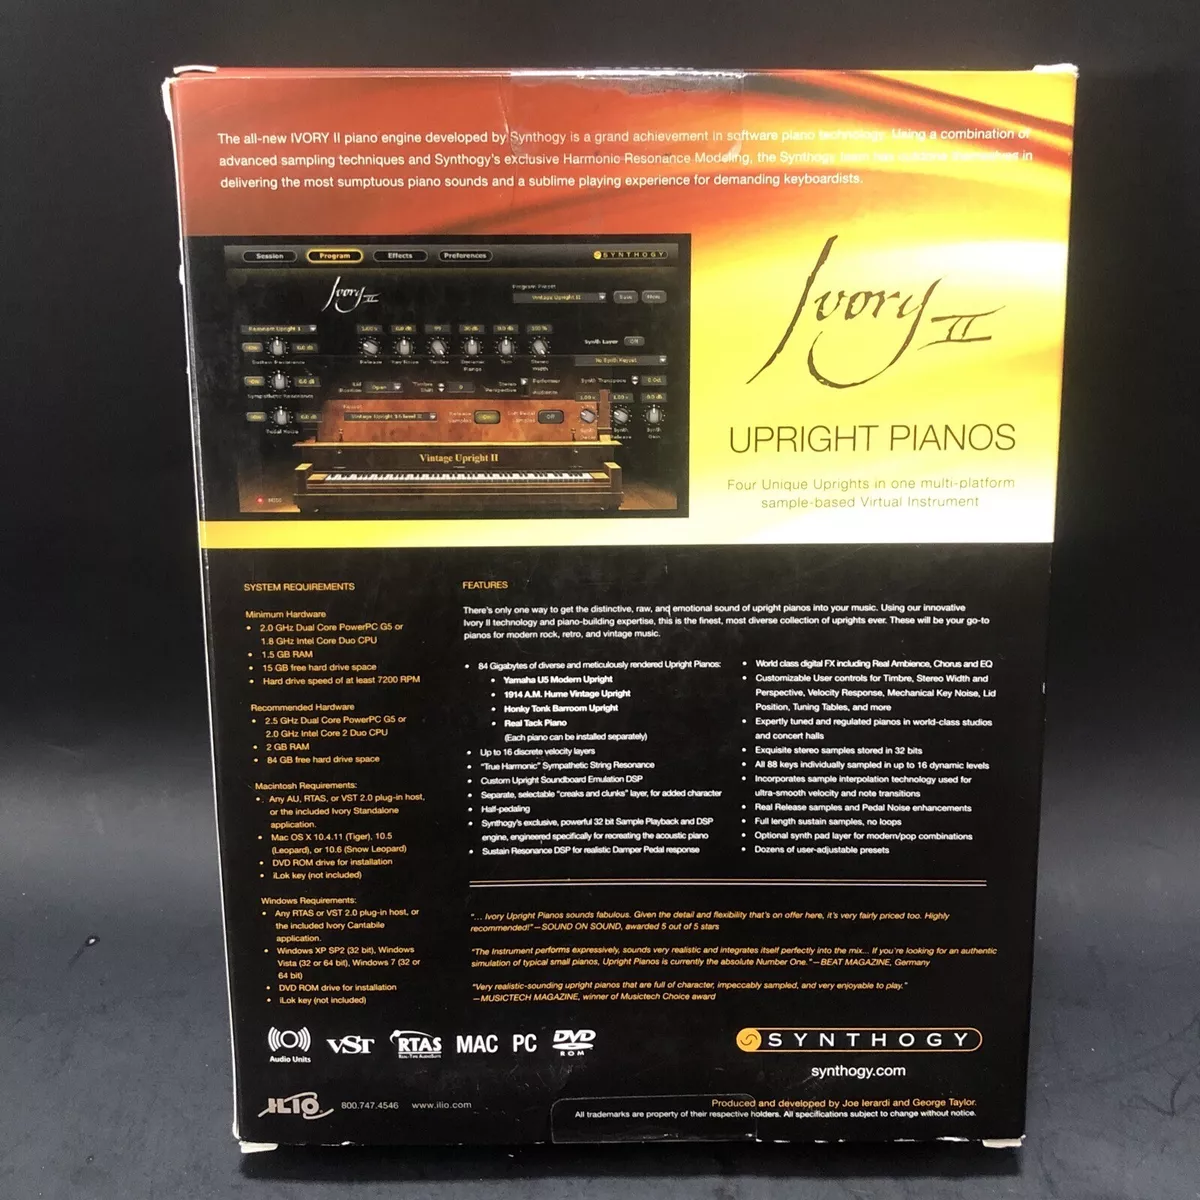 The all-new IVORY II piano engine developed by Synthogy is a grand achievement in software piano technology. Using a combination of
advanced sampling techniques and Synthogy's exclusive Harmonic Resonance Modeling, the Synthogy team has outdone themselves in
delivering the most sumptuous piano sounds and a sublime playing experience for demanding keyboardists.
Session Program Effects Preferences SYNTHOGY
Ivory II
Program Preset
Vintage Upright II
Synth Layer Off
No Synth Keyset
Vintage Upright II
Ivory II
UPRIGHT PIANOS
Four Unique Uprights in one multi-platform
sample-based Virtual Instrument
SYSTEM REQUIREMENTS
Minimum Hardware
• 2.0 GHz Dual Core PowerPC G5 or
1.8 GHz Intel Core Duo CPU
• 1.5 GB RAM
• 15 GB free hard drive space
• Hard drive speed of at least 7200 RPM
Recommended Hardware
• 2.5 GHz Dual Core PowerPC G5 or
2.0 GHz Intel Core 2 Duo CPU
• 2 GB RAM
• 84 GB free hard drive space
Macintosh Requirements:
• Any AU, RTAS, or VST 2.0 plug-in host,
or the included Ivory Standalone
application.
• Mac OS X 10.4.11 (Tiger), 10.5
(Leopard), or 10.6 (Snow Leopard)
• DVD ROM drive for installation
• iLok key (not included)
Windows Requirements:
• Any RTAS or VST 2.0 plug-in host, or
the included Ivory Cantabile
application.
• Windows XP SP2 (32 bit), Windows
Vista (32 or 64 bit), Windows 7 (32 or
64 bit)
• DVD ROM drive for installation
• iLok key (not included)
FEATURES
There's only one way to get the distinctive, raw, and emotional sound of upright pianos into your music. Using our innovative
Ivory II technology and piano-building expertise, this is the finest, most diverse collection of uprights ever. These will be your go-to
pianos for modern rock, retro, and vintage music.
• 84 Gigabytes of diverse and meticulously rendered Upright Pianos:
• Yamaha U5 Modern Upright
• 1914 A.M. Hume Vintage Upright
• Honky Tonk Barroom Upright
• Real Tack Piano
(Each piano can be installed separately)
• Up to 16 discrete velocity layers
• "True Harmonic" Sympathetic String Resonance
• Custom Upright Soundboard Emulation DSP
• Separate, selectable "creaks and clunks" layer, for added character
• Half-pedaling
• Synthogy's exclusive, powerful 32 bit Sample Playback and DSP
engine, engineered specifically for recreating the acoustic piano
• Sustain Resonance DSP for realistic Damper Pedal response
• World class digital FX including Real Ambience, Chorus and EQ
• Customizable User controls for Timbre, Stereo Width and
Perspective, Velocity Response, Mechanical Key Noise, Lid
Position, Tuning Tables, and more
• Expertly tuned and regulated pianos in world-class studios
and concert halls
• Exquisite stereo samples stored in 32 bits
• All 88 keys individually sampled in up to 16 dynamic levels
• Incorporates sample interpolation technology used for
ultra-smooth velocity and note transitions
• Real Release samples and Pedal Noise enhancements
• Full length sustain samples, no loops
• Optional synth pad layer for modern/pop combinations
• Dozens of user-adjustable presets
"... Ivory Upright Pianos sounds fabulous. Given the detail and flexibility that's on offer here, it's very fairly priced too. Highly
recommended!"—SOUND ON SOUND, awarded 5 out of 5 stars
"The Instrument performs expressively, sounds very realistic and integrates itself perfectly into the mix... If you're looking for an authentic
simulation of typical small pianos, Upright Pianos is currently the absolute Number One."—BEAT MAGAZINE, Germany
"Very realistic-sounding upright pianos that are full of character, impeccably sampled, and very enjoyable to play."
—MUSICTECH MAGAZINE, winner of Musictech Choice award
Audio Units VST RTAS REAL-TIME AUDIOSUITE MAC PC DVD ROM
SYNTHOGY
synthogy.com
ILIO 800.747.4546 www.ilio.com
Produced and developed by Joe Ierardi and George Taylor.
All trademarks are property of their respective holders. All specifications subject to change without notice.